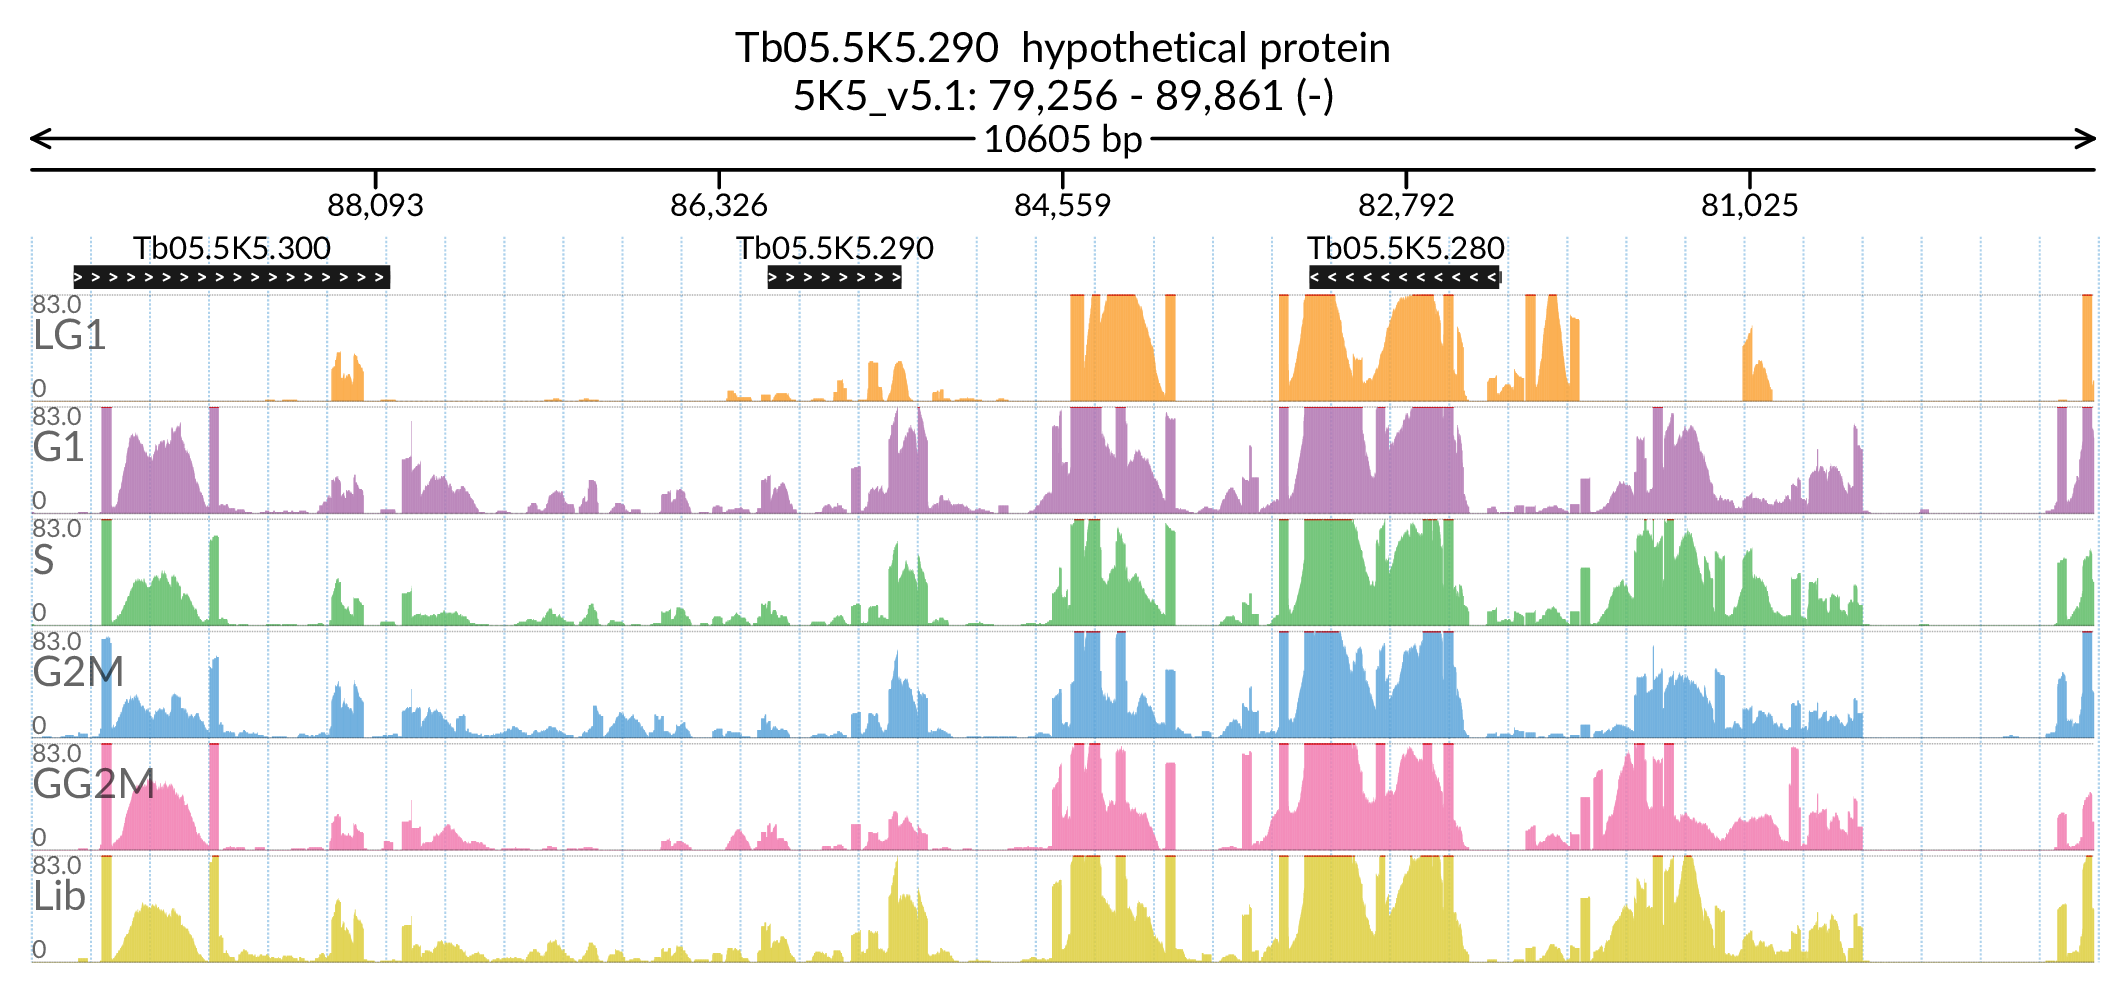 Tb05.5K5.290  hypothetical protein
5K5_v5.1: 79,256 - 89,861 (-)
10605 bp
88,093 86,326 84,559 82,792 81,025
Tb05.5K5.300 Tb05.5K5.290 Tb05.5K5.280
83.0
LG1
0
83.0
G1
0
83.0
S
0
83.0
G2M
0
83.0
GG2M
0
83.0
Lib
0